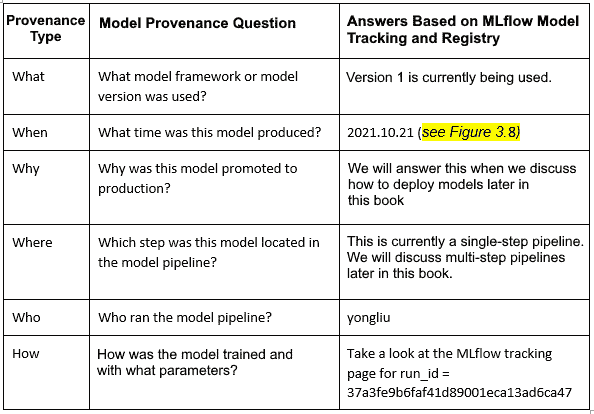 Provenance Type
Model Provenance Question
Answers Based on MLflow Model
Tracking and Registry
What
What model framework or model
version was used?
Version 1 is currently being used.
When
What time was this model produced?
2021.10.21 (see Figure 3.8)
Why
Why was this model promoted to
production?
We will answer this when we discuss
how to deploy models later in
this book
Where
Which step was this model located in
the model pipeline?
This is currently a single-step pipeline.
We will discuss multi-step pipelines
later in this book.
Who
Who ran the model pipeline?
yongliu
How
How was the model trained and
with what parameters?
Take a look at the MLflow tracking
page for run_id =
37a3fe9b6faf41d89001eca13ad6ca47